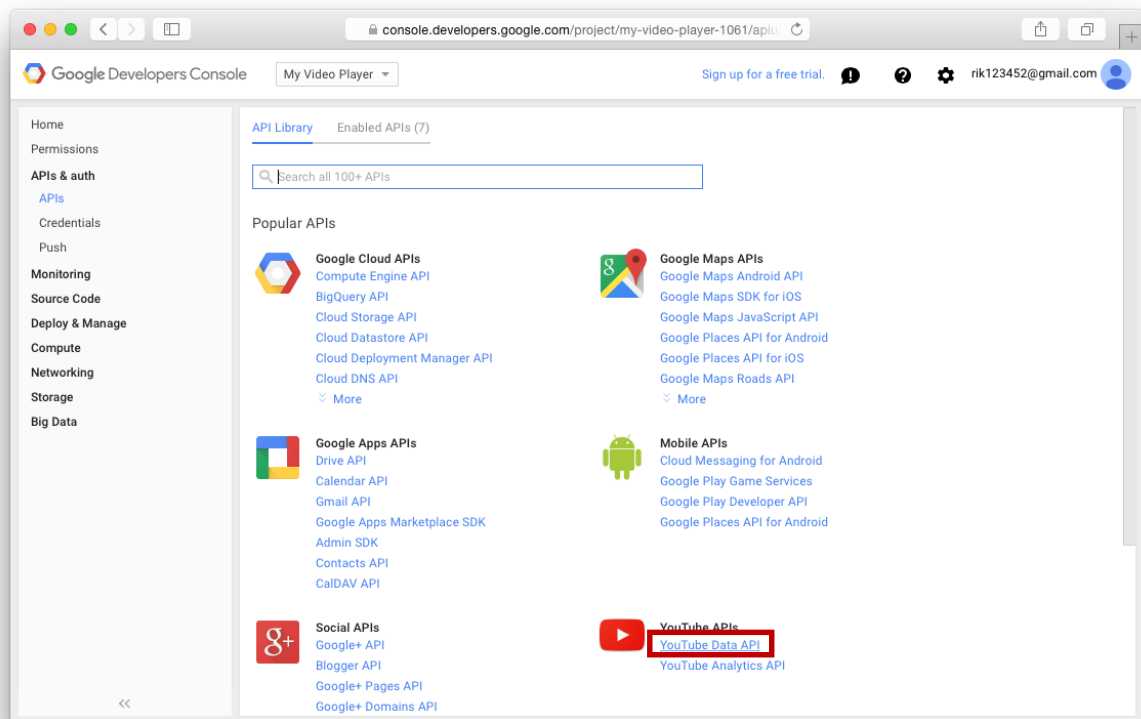 console.developers.google.com/project/my-video-player-1061/apiu
Google Developers Console
My Video Player
Sign up for a free trial.
rik123452@gmail.com
Home
Permissions
APIs & auth
APIs
Credentials
Push
Monitoring
Source Code
Deploy & Manage
Compute
Networking
Storage
Big Data
API Library
Enabled APIs (7)
Search all 100+ APIs
Popular APIs
Google Cloud APIs
Compute Engine API
BigQuery API
Cloud Storage API
Cloud Datastore API
Cloud Deployment Manager API
Cloud DNS API
More
Google Maps APIs
Google Maps Android API
Google Maps SDK for iOS
Google Maps JavaScript API
Google Places API for Android
Google Places API for iOS
Google Maps Roads API
More
Google Apps APIs
Drive API
Calendar API
Gmail API
Google Apps Marketplace SDK
Admin SDK
Contacts API
CalDAV API
Mobile APIs
Cloud Messaging for Android
Google Play Game Services
Google Play Developer API
Google Places API for Android
Social APIs
Google+ API
Blogger API
Google+ Pages API
Google+ Domains API
YouTube APIs
YouTube Data API
YouTube Analytics API